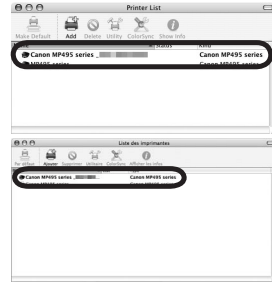 Printer List
Make Default Add Delete Utility ColorSync Show Info
Name Status Kind
Canon MP495 series _ Canon MP495 series
MP495 series Canon MP495 series
Liste des imprimantes
Par défaut Ajouter Supprimer Utilitaire ColorSync Afficher les infos
Canon MP495 series _ ... Canon MP495 series
Canon MP495 series Canon MP495 series